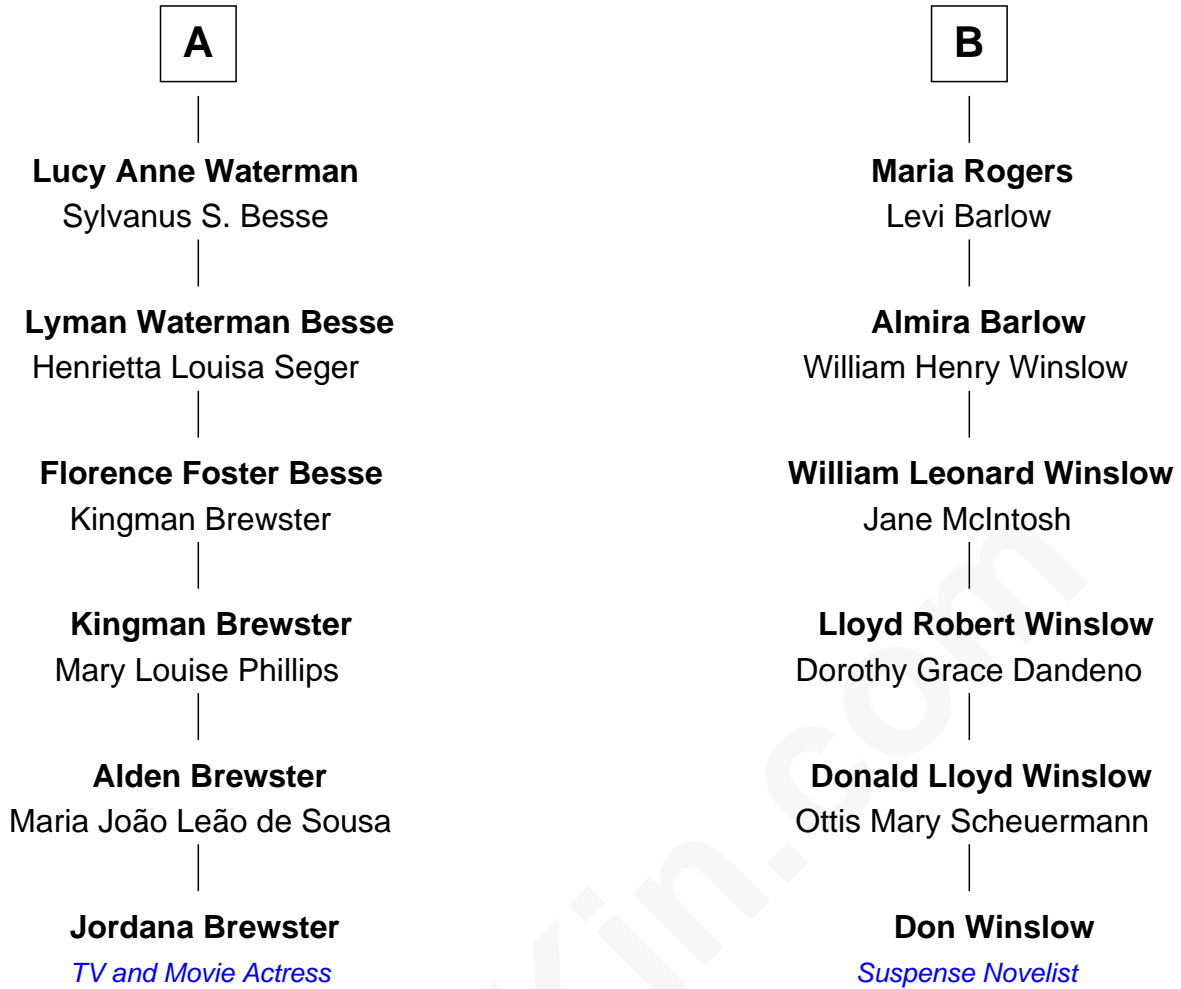 A
Lucy Anne Waterman
Sylvanus S. Besse
Lyman Waterman Besse
Henrietta Louisa Seger
Florence Foster Besse
Kingman Brewster
Kingman Brewster
Mary Louise Phillips
Alden Brewster
Maria João Leão de Sousa
Jordana Brewster
TV and Movie Actress
B
Maria Rogers
Levi Barlow
Almira Barlow
William Henry Winslow
William Leonard Winslow
Jane McIntosh
Lloyd Robert Winslow
Dorothy Grace Dandeno
Donald Lloyd Winslow
Ottis Mary Scheuermann
Don Winslow
Suspense Novelist
Kin.com